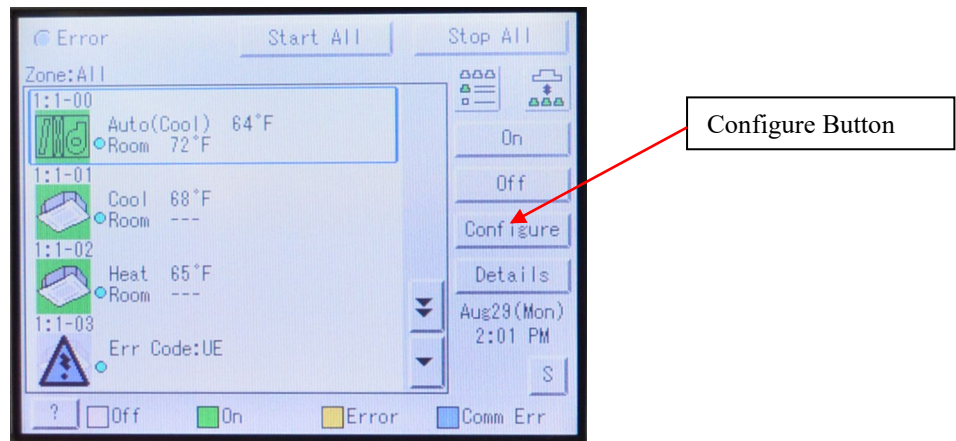 Error Start All Stop All
Zone:All
1:1-00
Auto(Cool) 64°F
Room 72°F
1:1-01
Cool 68°F
Room ---
1:1-02
Heat 65°F
Room ---
1:1-03
Err Code:UE
On
Off
Configure
Details
Aug29(Mon)
2:01 PM
S
? Off On Error Comm Err
Configure Button